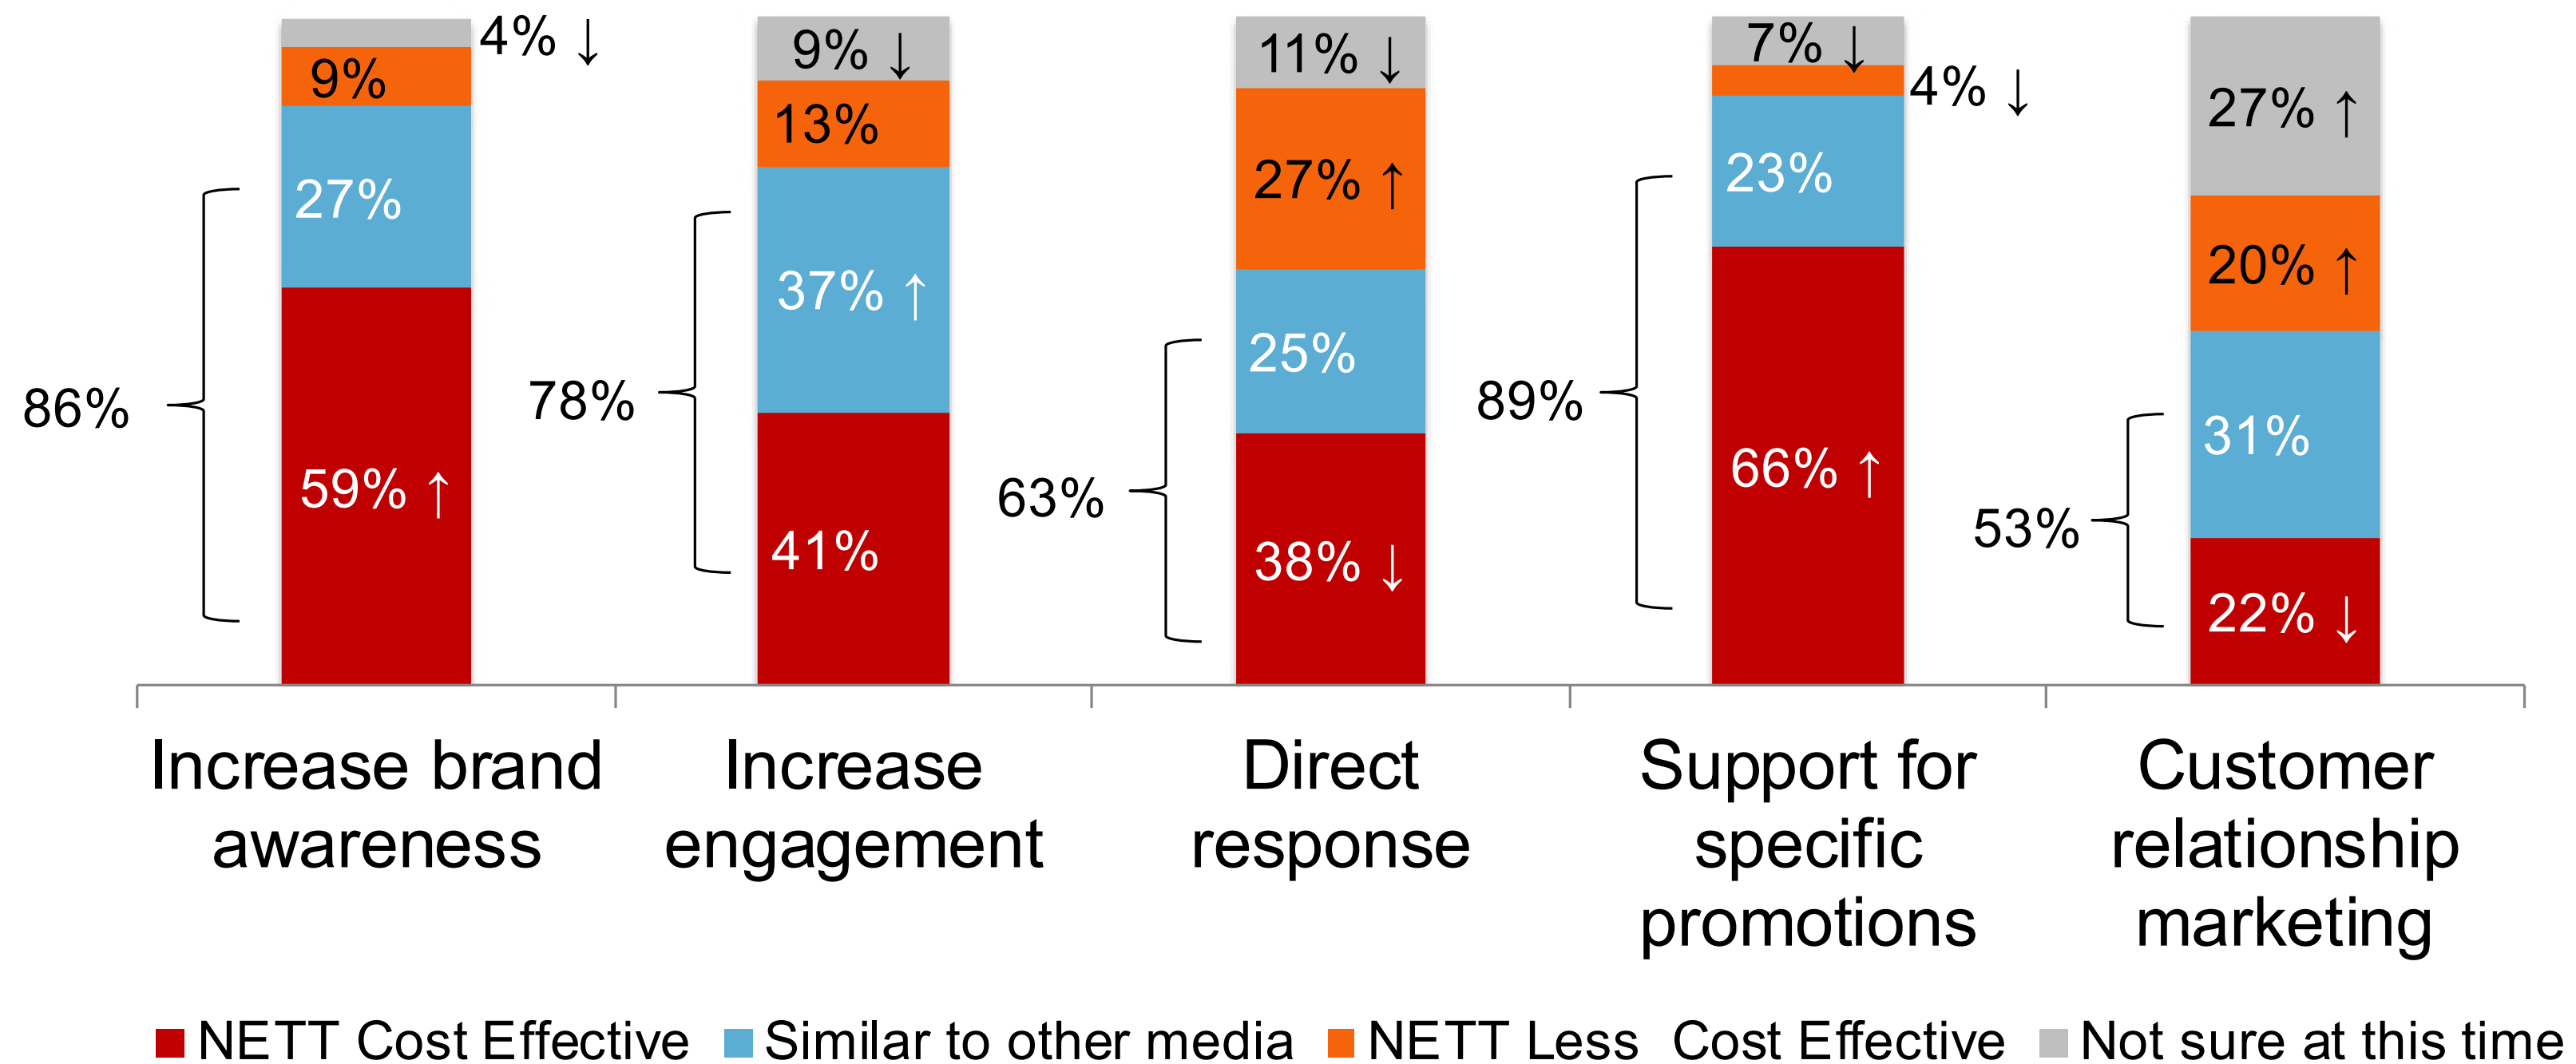 4% ↓
9%
27%
86%
59% ↑
9% ↓
13%
37% ↑
78%
41%
11% ↓
27% ↑
25%
63%
38% ↓
7% ↓
4% ↓
23%
89%
66% ↑
27% ↑
20% ↑
31%
53%
22% ↓
Increase brand
awareness
Increase
engagement
Direct
response
Support for
specific
promotions
Customer
relationship
marketing
NETT Cost Effective
Similar to other media
NETT Less Cost Effective
Not sure at this time